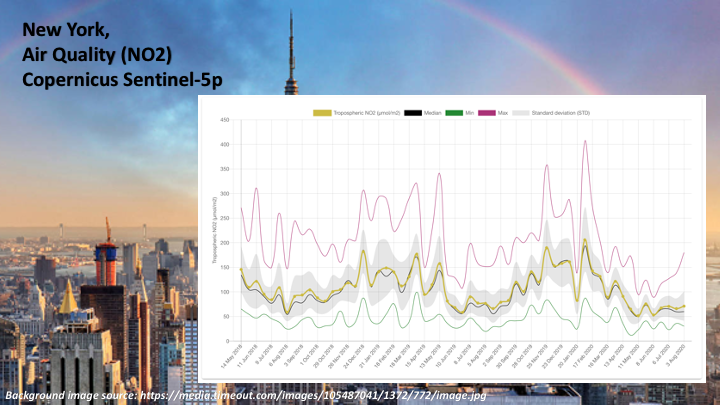 New York,
Air Quality (NO2)
Copernicus Sentinel-5p
Tropospheric NO2 (µmol/m2) Median Min Max Standard deviation (STD)
450
400
350
300
250
200
150
100
50
0
Tropospheric NO2 (µmol/m2)
14 May 2018 11 Jun 2018 9 Jul 2018 6 Aug 2018 3 Sep 2018 1 Oct 2018 29 Oct 2018 26 Nov 2018 24 Dec 2018 21 Jan 2019 18 Feb 2019 18 Mar 2019 15 Apr 2019 13 May 2019 10 Jun 2019 8 Jul 2019 5 Aug 2019 2 Sep 2019 30 Sep 2019 28 Oct 2019 25 Nov 2019 23 Dec 2019 20 Jan 2020 17 Feb 2020 16 Mar 2020 13 Apr 2020 11 May 2020 8 Jun 2020 6 Jul 2020 3 Aug 2020
Background image source: https://media.timeout.com/images/105487041/1372/772/image.jpg